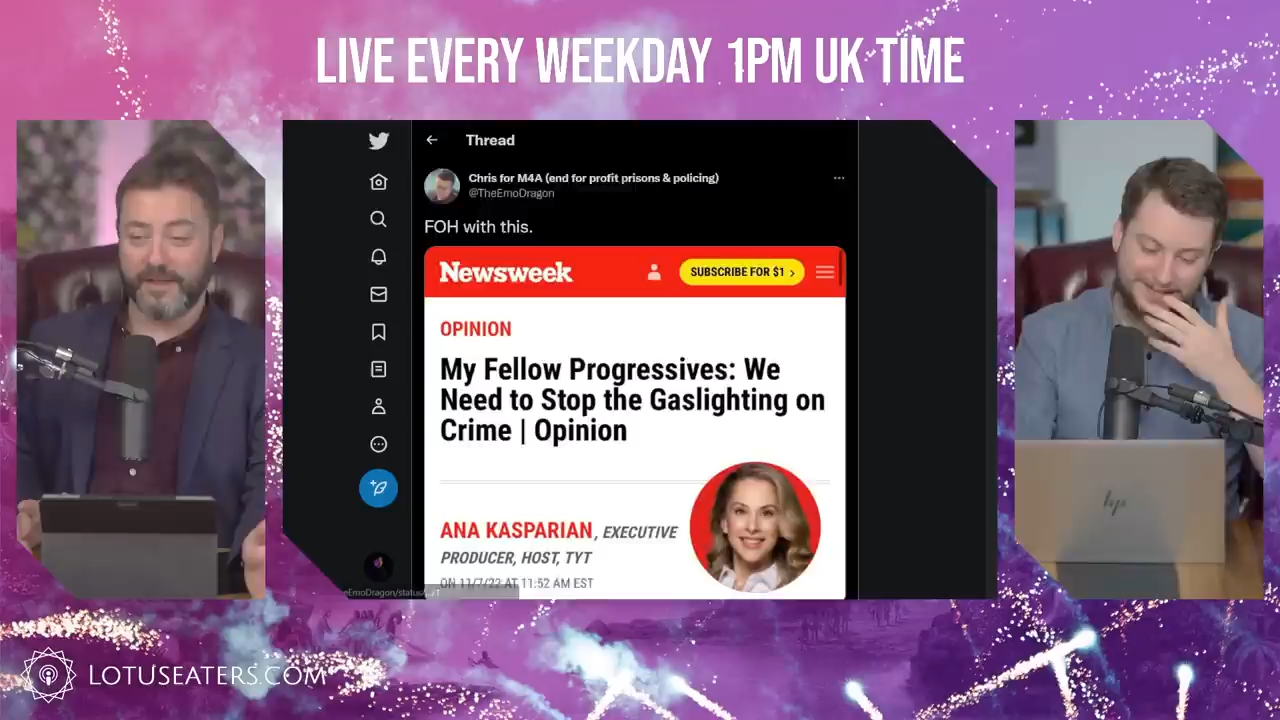 LIVE EVERY WEEKDAY 1PM UK TIME
Thread
Chris for M4A (end for profit prisons & policing)
@TheEmoDragon
FOH with this.
Newsweek
SUBSCRIBE FOR $1 >
OPINION
My Fellow Progressives: We
Need to Stop the Gaslighting on
Crime | Opinion
ANA KASPARIAN, EXECUTIVE
PRODUCER, HOST, TYT
ON 11/7/22 AT 11:52 AM EST
hp
LOTUSEATERS.COM